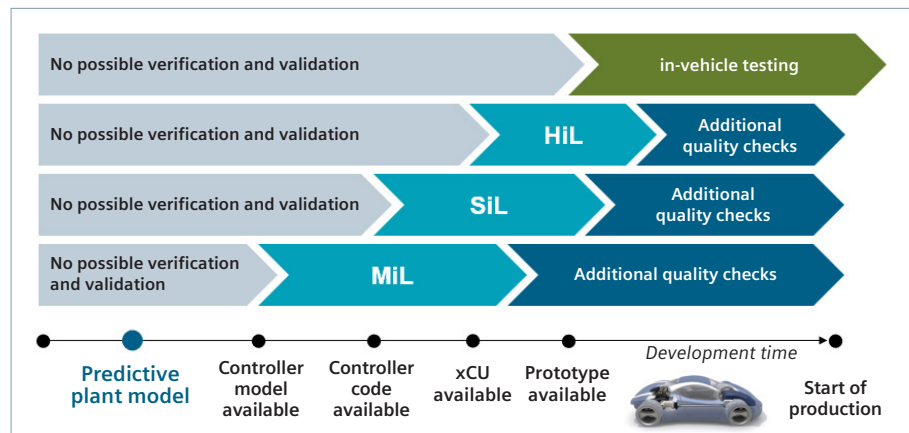 No possible verification and validation
in-vehicle testing
No possible verification and validation
HiL
Additional
quality checks
No possible verification and validation
SiL
Additional
quality checks
No possible verification
and validation
MiL
Additional quality checks
Development time
Predictive
plant model
Controller
model
available
Controller
code
available
xCU
available
Prototype
available
Start of
production